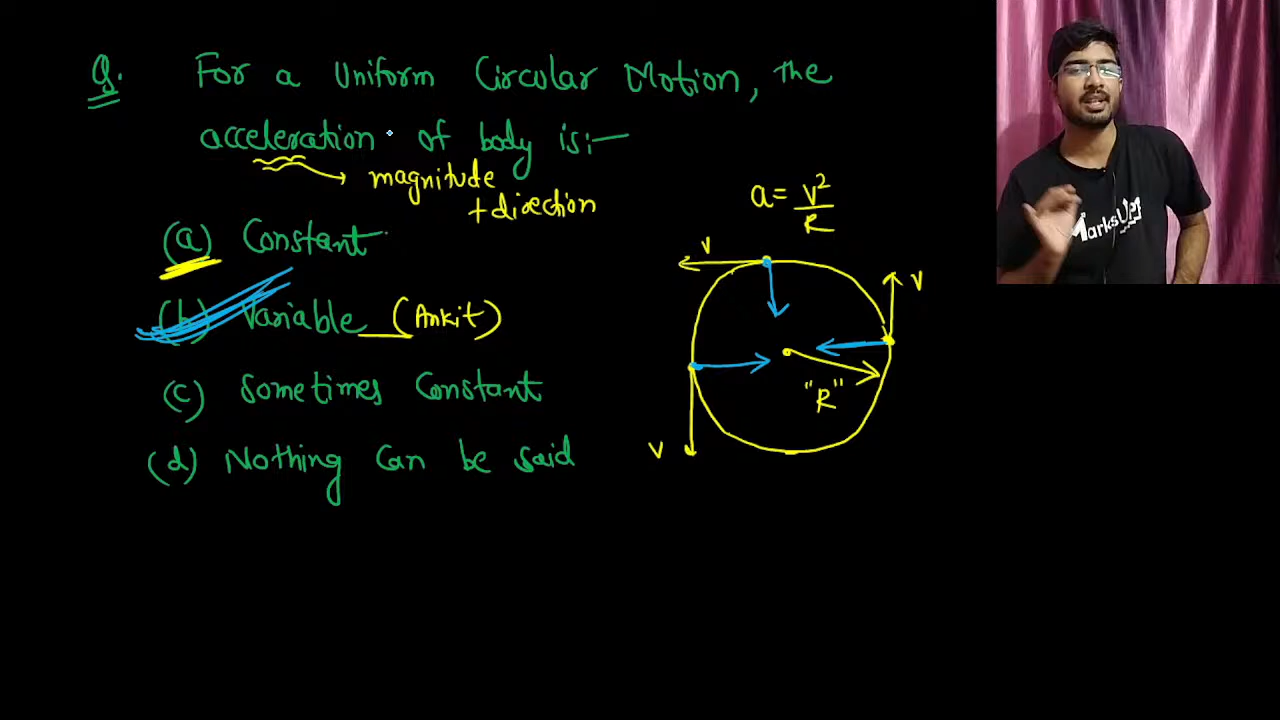 Q. For a Uniform Circular Motion, the
acceleration of body is:—
magnitude
+ direction
(a) Constant
(b) Variable (Ankit)
(c) Sometimes Constant
(d) Nothing Can be said
a = v²/R
v
v
"R"
v
MarksUp